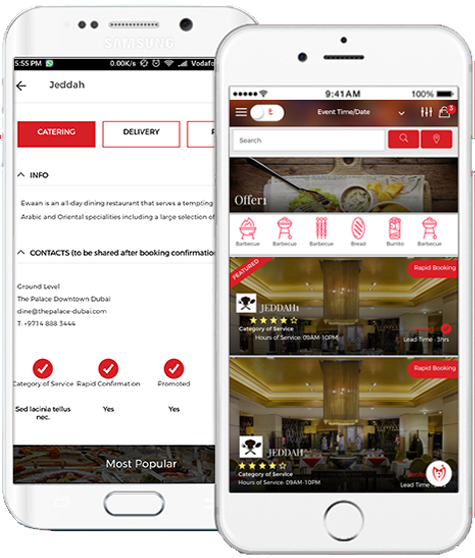 SAMSUNG
5:55 PM
0.00K/s
Vodafo
Jeddah
CATERING
DELIVERY
P
INFO
Ewaan is an all-day dining restaurant that serves a tempting
Arabic and Oriental specialities including a large selection of
CONTACTS (to be shared after booking confirmation
Ground Level
The Palace Downtown Dubai
dine@thepalace-dubai.com
T. +9714 888 3444
Category of Service
Rapid Confirmation
Promoted
Sed lacinia tellus
nec.
Yes
Yes
Most Popular
9:41AM
100%
Event Time/Date
3
Search
Offer1
Barbecue
Barbecue
Barbecue
Bread
Burrito
Barbecue
FEATURED
Rapid Booking
JEDDAH1
Category of Service
Hours of Service: 09AM-10PM
Lead-Time : 3hrs
Rapid Booking
JEDDAH
Category of Service
Hours of Service: 09AM-10PM
Lead Time